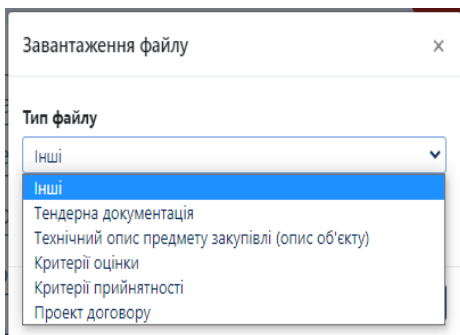 Завантаження файлу
×
Тип файлу
Інші
Інші
Тендерна документація
Технічний опис предмету закупівлі (опис об'єкту)
Критерії оцінки
Критерії прийнятності
Проект договору